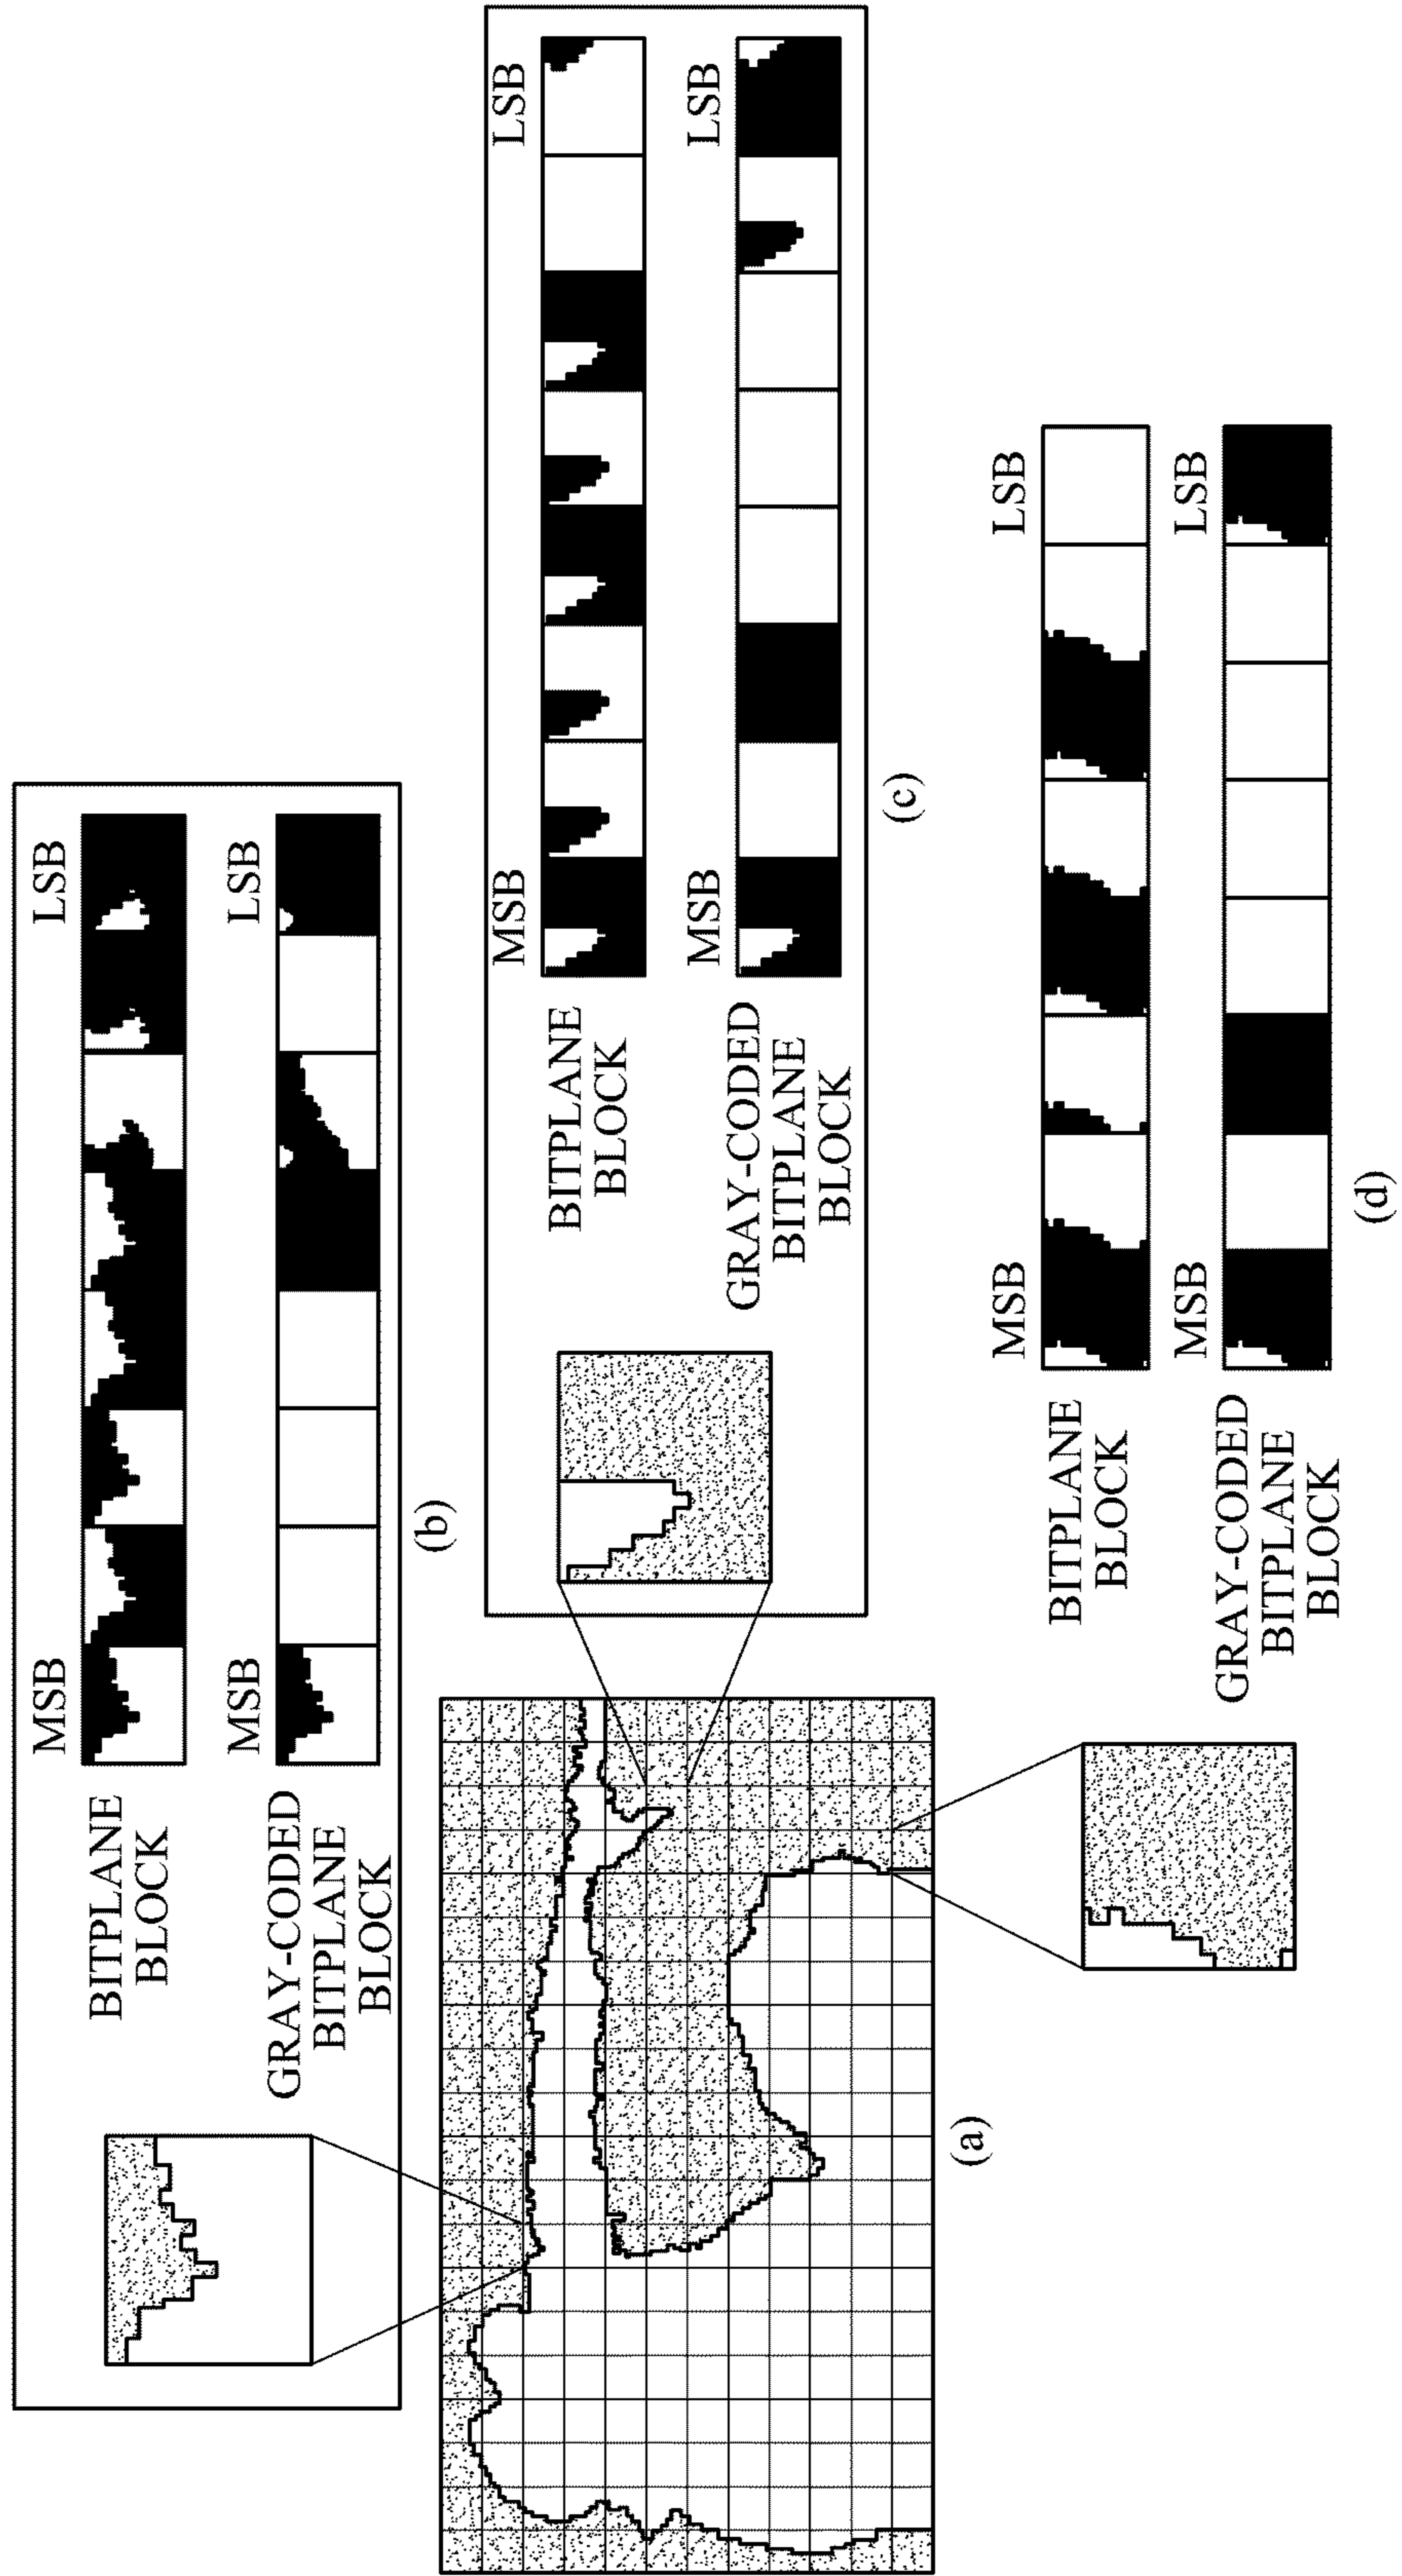 MSB LSB
BITPLANE
BLOCK
MSB LSB
GRAY-CODED
BITPLANE
BLOCK
(b)
MSB LSB
BITPLANE
BLOCK
MSB LSB
GRAY-CODED
BITPLANE
BLOCK
(c)
(a)
MSB LSB
BITPLANE
BLOCK
MSB LSB
GRAY-CODED
BITPLANE
BLOCK
(d)